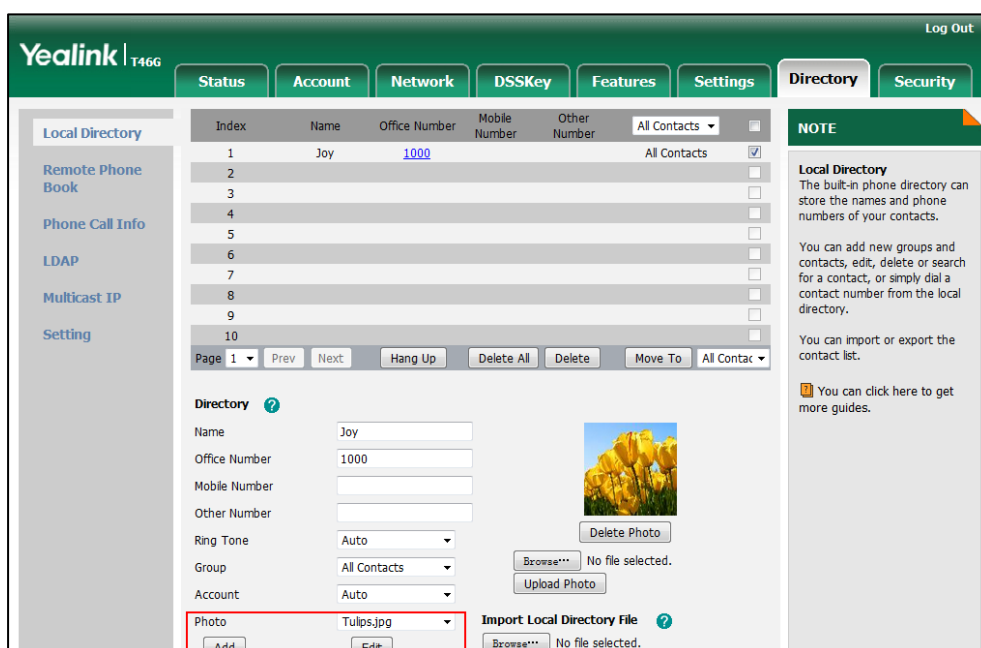 Log Out
Yealink | T46G
Status Account Network DSSKey Features Settings Directory Security
Local Directory
Remote Phone
Book
Phone Call Info
LDAP
Multicast IP
Setting
Index Name Office Number Mobile Number Other Number All Contacts
1 Joy 1000 All Contacts
2
3
4
5
6
7
8
9
10
Page 1 Prev Next Hang Up Delete All Delete Move To All Contac
Directory ?
Name Joy
Office Number 1000
Mobile Number
Other Number
Ring Tone Auto
Group All Contacts
Account Auto
Photo Tulips.jpg
Add Edit
Delete Photo
Browse... No file selected.
Upload Photo
Import Local Directory File ?
Browse... No file selected.
NOTE
Local Directory
The built-in phone directory can
store the names and phone
numbers of your contacts.
You can add new groups and
contacts, edit, delete or search
for a contact, or simply dial a
contact number from the local
directory.
You can import or export the
contact list.
? You can click here to get
more guides.